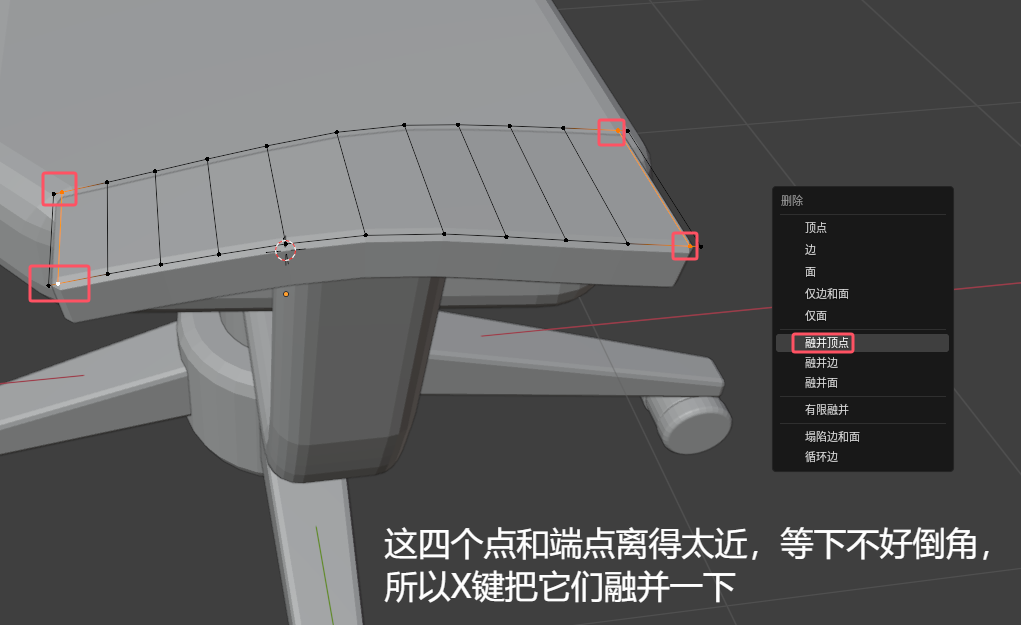 删除
顶点
边
面
仅边和面
仅面
融并顶点
融并边
融并面
有限融并
塌陷边和面
循环边
这四个点和端点离得太近，等下不好倒角，
所以X键把它们融并一下